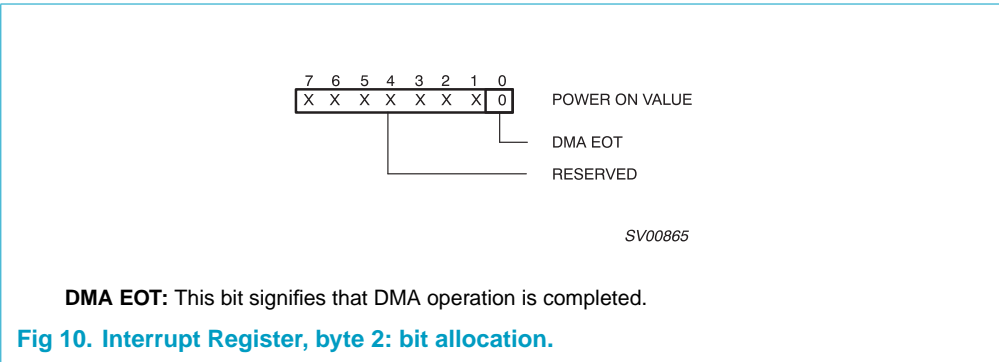 7 6 5 4 3 2 1 0
X X X X X X X 0 POWER ON VALUE
DMA EOT
RESERVED
SV00865
DMA EOT: This bit signifies that DMA operation is completed.
Fig 10. Interrupt Register, byte 2: bit allocation.